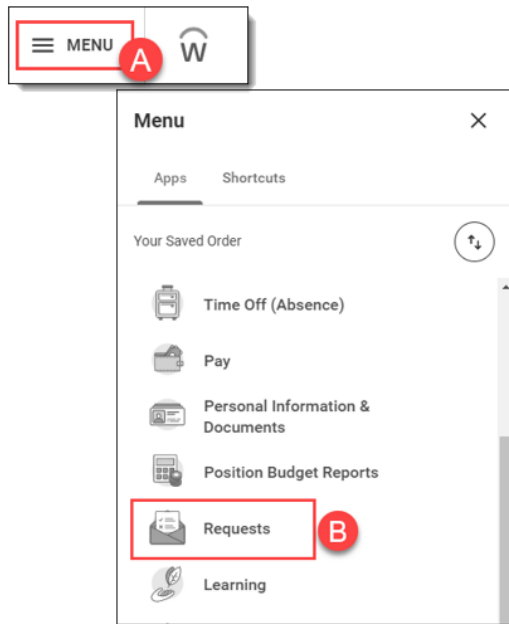 MENU
A
W
Menu
Apps
Shortcuts
Your Saved Order
Time Off (Absence)
Pay
Personal Information &
Documents
Position Budget Reports
Requests
B
Learning